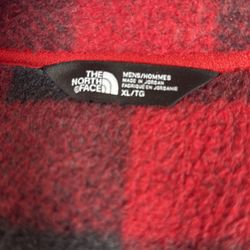 THE
NORTH
FACE
MENS/HOMMES
MADE IN JORDAN
FABRIQUÉ EN JORDANIE
XL/TG